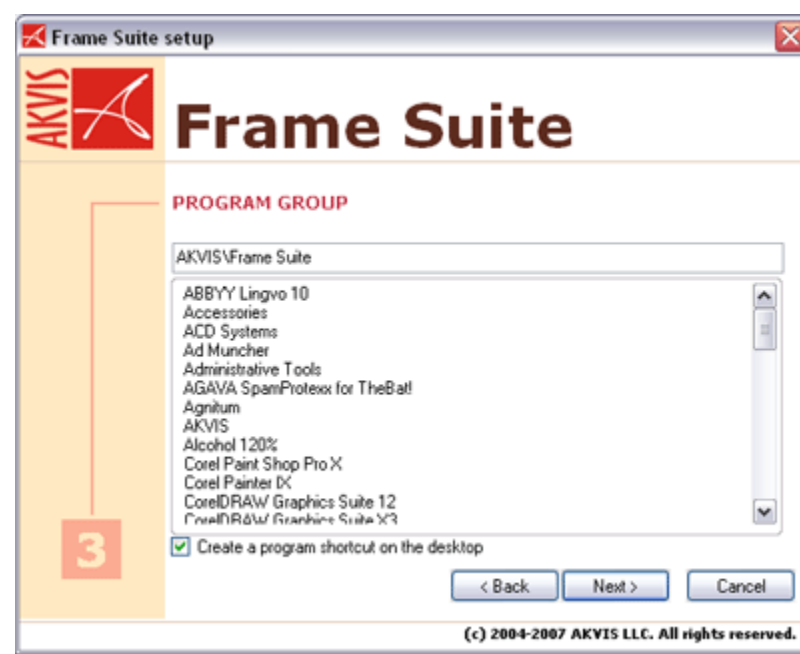 Frame Suite setup
AKVIS
Frame Suite
PROGRAM GROUP
AKVIS\Frame Suite
ABBYY Lingvo 10
Accessories
ACD Systems
Ad Muncher
Administrative Tools
AGAVA SpamProtexx for TheBat!
Agnitum
AKVIS
Alcohol 120%
Corel Paint Shop Pro X
Corel Painter IX
CorelDRAW Graphics Suite 12
CorelDRAW Graphics Suite X3
3
Create a program shortcut on the desktop
< Back
Next >
Cancel
(c) 2004-2007 AKVIS LLC. All rights reserved.